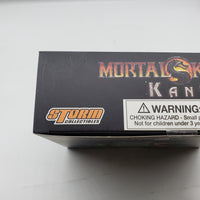 MORTAL K
KAN
STORM
COLLECTIBLES
WARNING
CHOKING HAZARD - Small p
Not for children under 3 y